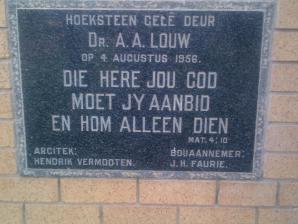 HOEKSTEEN GELÊ DEUR
DR. A. A. LOUW
OP 4 AUGUSTUS 1956.
DIE HERE JOU GOD
MOET JY AANBID
EN HOM ALLEEN DIEN
MAT. 4:10
ARGITEK: BOUAANNEMER:
HENDRIK VERMOOTEN. J. H. FAURIE.